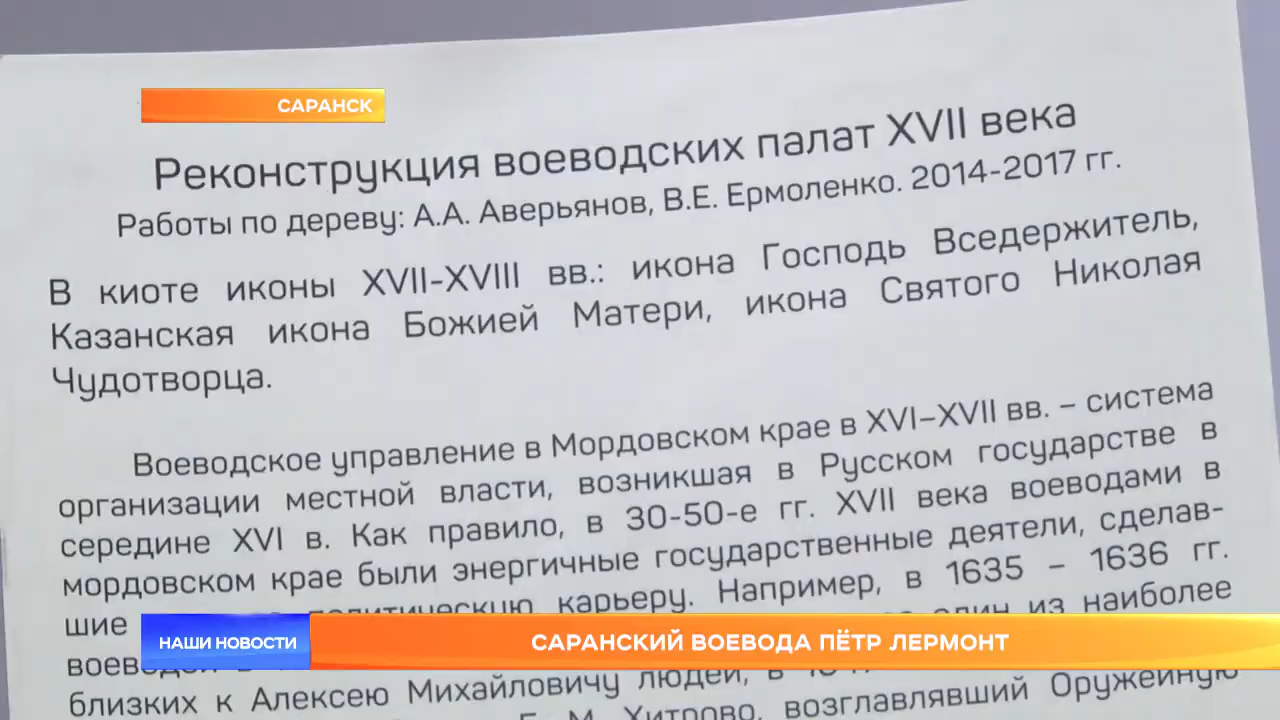 САРАНСК
Реконструкция воеводских палат XVII века
Работы по дереву: А.А. Аверьянов, В.Е. Ермоленко. 2014-2017 гг.
В киоте иконы XVII-XVIII вв.: икона Господь Вседержитель,
Казанская икона Божией Матери, икона Святого Николая
Чудотворца.
Воеводское управление в Мордовском крае в XVI–XVII вв. – система
организации местной власти, возникшая в Русском государстве в
середине XVI в. Как правило, в 30-50-е гг. XVII века воеводами в
мордовском крае были энергичные государственные деятели, сделав-
шие политическую карьеру. Например, в 1635 – 1636 гг.
воеводой один из наиболее
НАШИ НОВОСТИ
САРАНСКИЙ ВОЕВОДА ПЁТР ЛЕРМОНТ
близких к Алексею Михайловичу людей, в
Хитрово, возглавлявший Оружейную